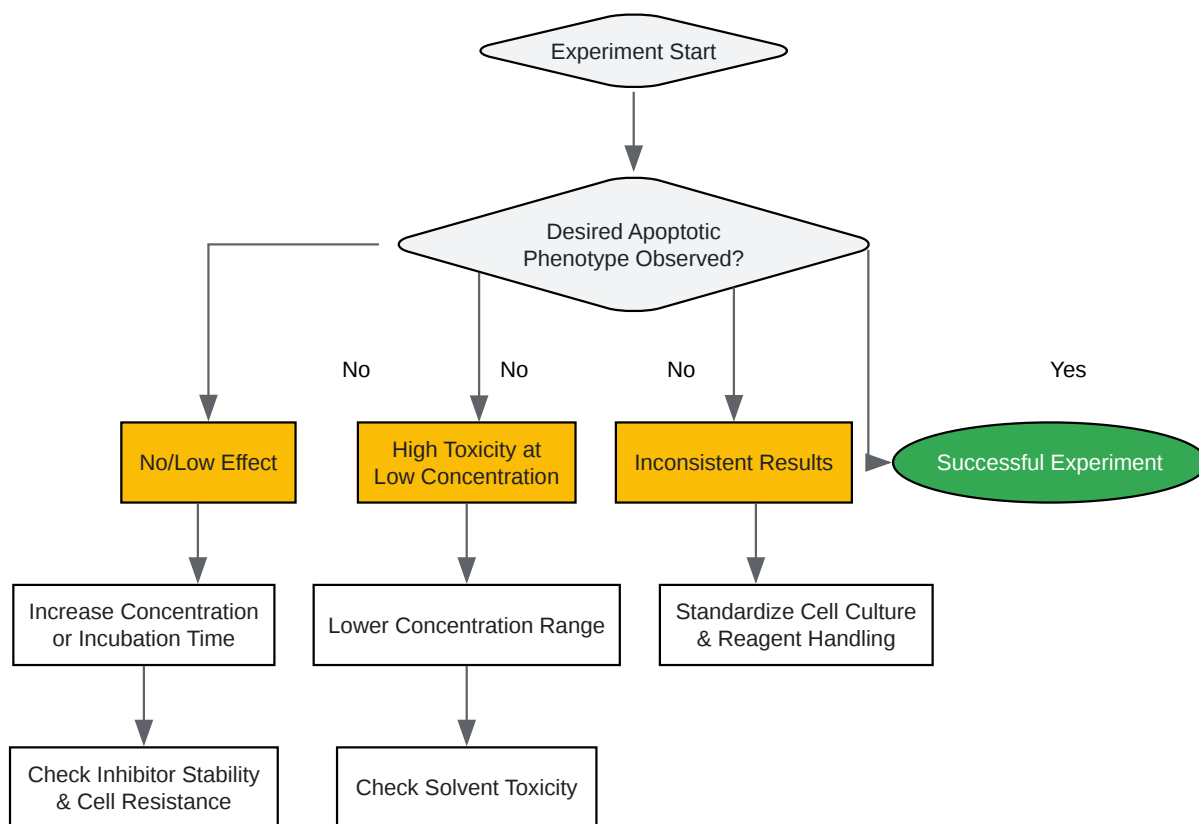 Experiment Start
Desired Apoptotic
Phenotype Observed?
No
No
No
Yes
No/Low Effect
High Toxicity at
Low Concentration
Inconsistent Results
Successful Experiment
Increase Concentration
or Incubation Time
Lower Concentration Range
Standardize Cell Culture
& Reagent Handling
Check Inhibitor Stability
& Cell Resistance
Check Solvent Toxicity